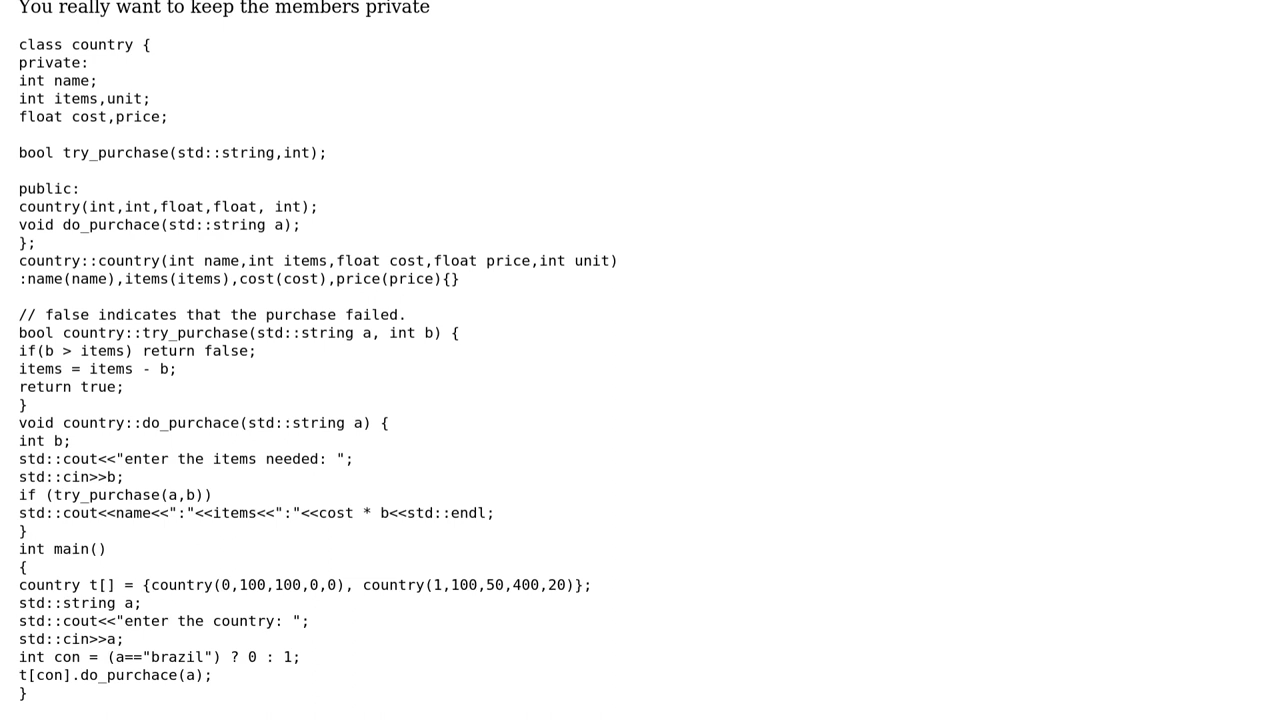 You really want to keep the members private
class country {
private:
int name;
int items,unit;
float cost,price;
bool try_purchase(std::string,int);
public:
country(int,int,float,float, int);
void do_purchace(std::string a);
};
country::country(int name,int items,float cost,float price,int unit)
:name(name),items(items),cost(cost),price(price){}
// false indicates that the purchase failed.
bool country::try_purchase(std::string a, int b) {
if(b > items) return false;
items = items - b;
return true;
}
void country::do_purchace(std::string a) {
int b;
std::cout<<"enter the items needed: ";
std::cin>>b;
if (try_purchase(a,b))
std::cout<<name<<":"<<items<<":"<<cost * b<<std::endl;
}
int main()
{
country t[] = {country(0,100,100,0,0), country(1,100,50,400,20)};
std::string a;
std::cout<<"enter the country: ";
std::cin>>a;
int con = (a=="brazil") ? 0 : 1;
t[con].do_purchace(a);
}